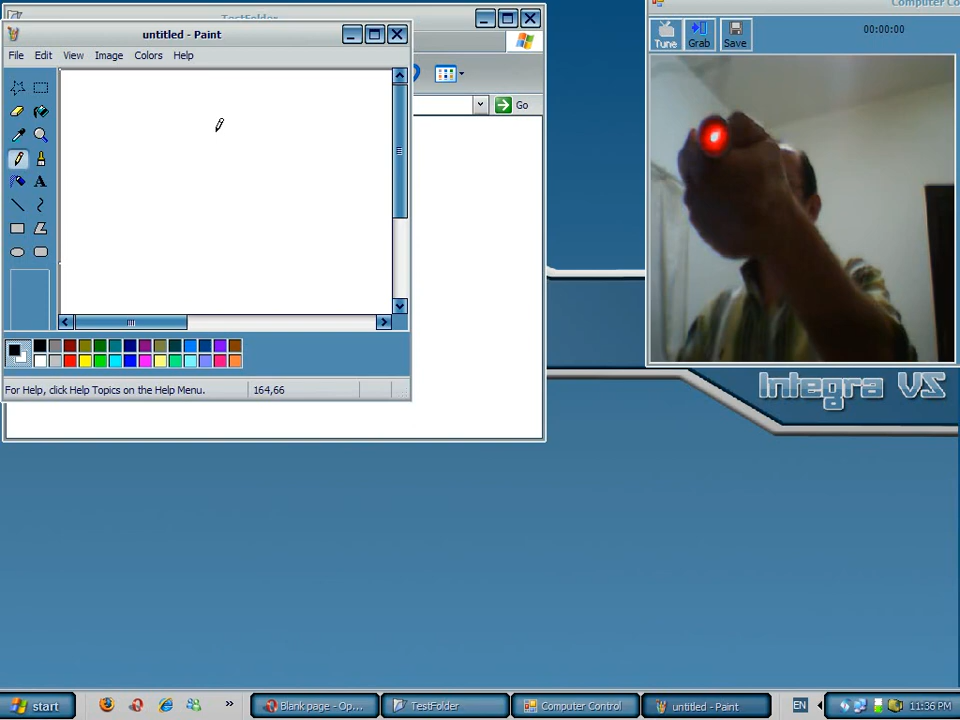 TestFolder
Computer Co
untitled - Paint
Tune
Grab
Save
00:00:00
File Edit View Image Colors Help
Go
Integra VS
For Help, click Help Topics on the Help Menu.
164,66
start
Blank page - Op...
TestFolder
Computer Control
untitled - Paint
EN
11:36 PM